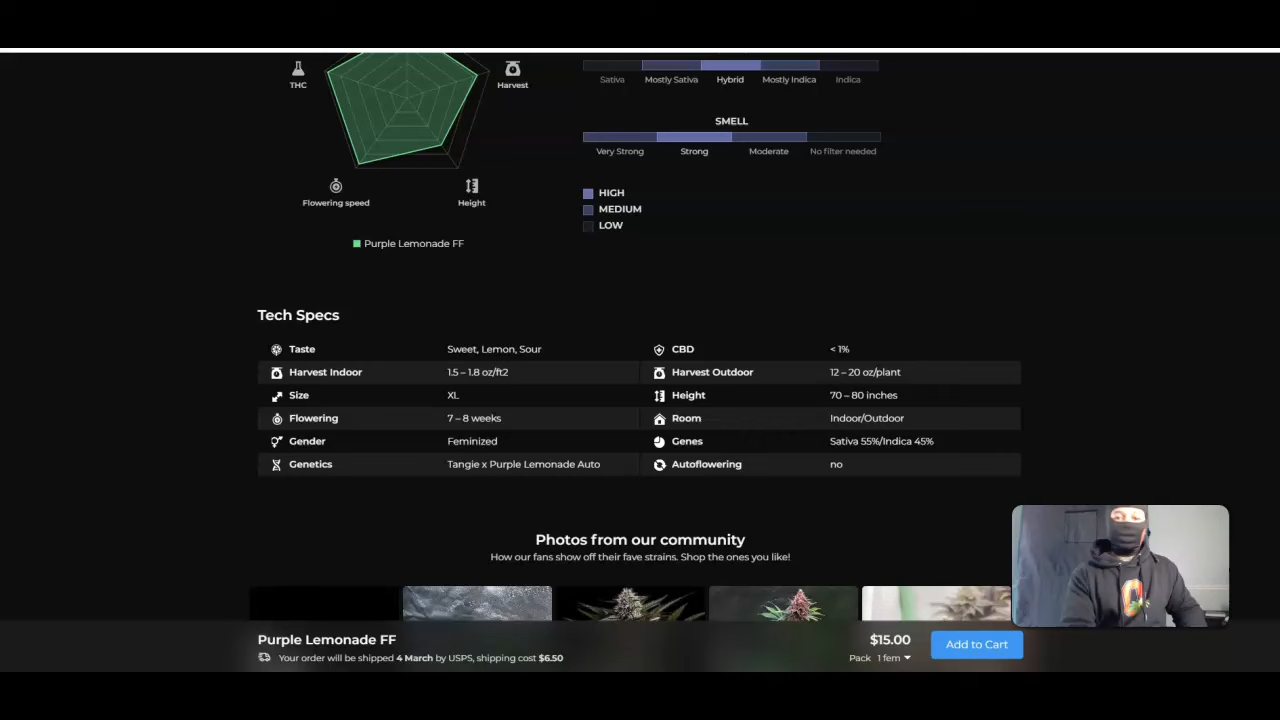 THC
Harvest
Flowering speed
Height
Purple Lemonade FF
Sativa Mostly Sativa Hybrid Mostly Indica Indica
SMELL
Very Strong Strong Moderate No filter needed
HIGH
MEDIUM
LOW
Tech Specs
Taste Sweet, Lemon, Sour CBD < 1%
Harvest Indoor 1.5 – 1.8 oz/ft2 Harvest Outdoor 12 – 20 oz/plant
Size XL Height 70 – 80 inches
Flowering 7 – 8 weeks Room Indoor/Outdoor
Gender Feminized Genes Sativa 55%/Indica 45%
Genetics Tangie x Purple Lemonade Auto Autoflowering no
Photos from our community
How our fans show off their fave strains. Shop the ones you like!
Purple Lemonade FF
Your order will be shipped 4 March by USPS, shipping cost $6.50
$15.00
Pack 1 fem
Add to Cart